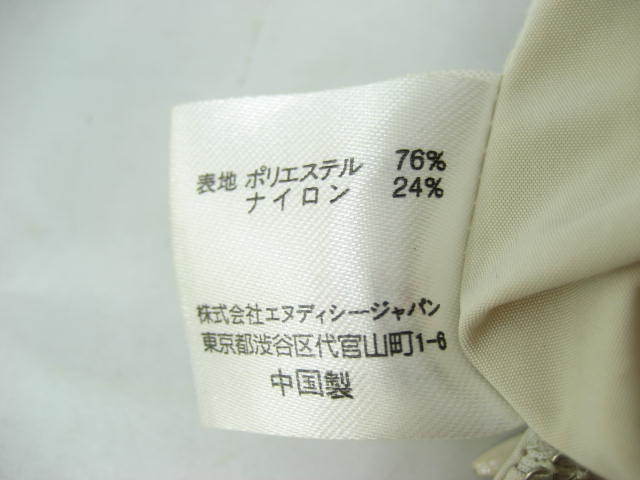 表地 ポリエステル 76%
ナイロン 24%
株式会社エヌディシージャパン
東京都渋谷区代官山町1-6
中国製